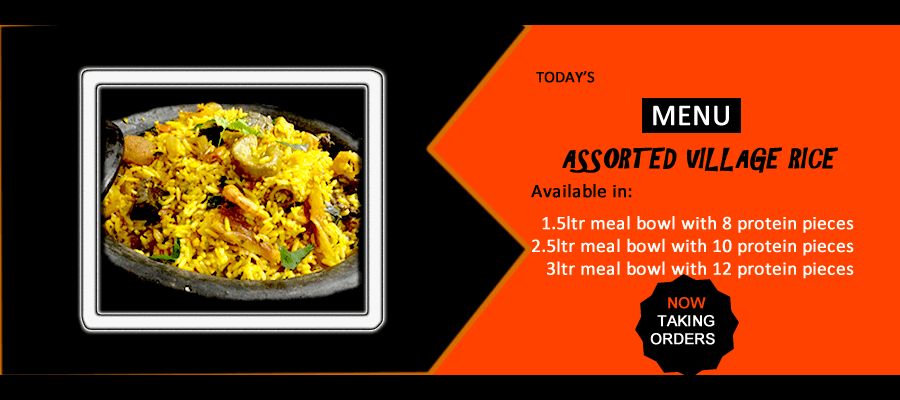 TODAY'S
MENU
ASSORTED VILLAGE RICE
Available in:
1.5ltr meal bowl with 8 protein pieces
2.5ltr meal bowl with 10 protein pieces
3ltr meal bowl with 12 protein pieces
NOW
TAKING
ORDERS